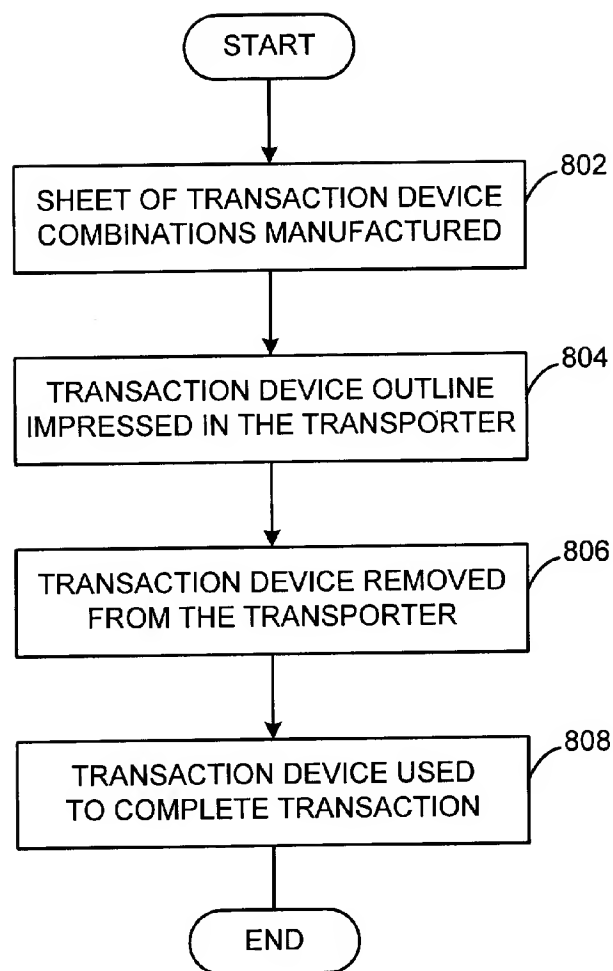 START
802
SHEET OF TRANSACTION DEVICE
COMBINATIONS MANUFACTURED
804
TRANSACTION DEVICE OUTLINE
IMPRESSED IN THE TRANSPORTER
806
TRANSACTION DEVICE REMOVED
FROM THE TRANSPORTER
808
TRANSACTION DEVICE USED
TO COMPLETE TRANSACTION
END